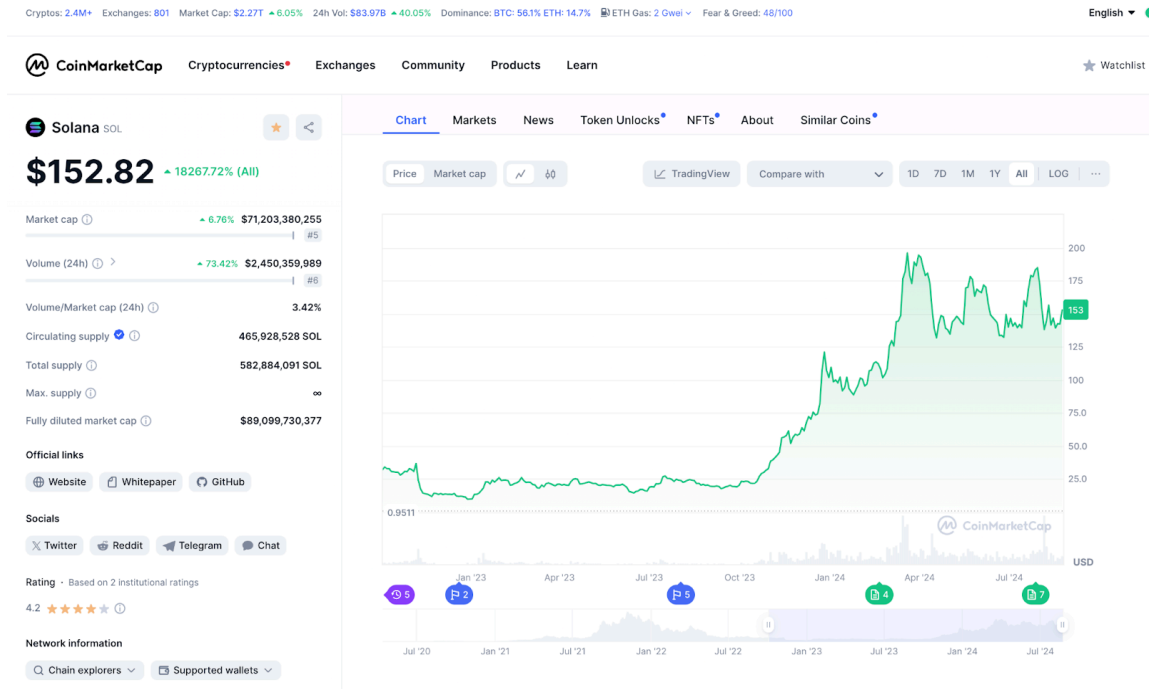 Cryptos: 2.4M+ Exchanges: 801 Market Cap: $2.27T 6.05% 24h Vol: $83.97B 40.05% Dominance: BTC: 56.1% ETH: 14.7% ETH Gas: 2 Gwei Fear & Greed: 48/100 English
CoinMarketCap Cryptocurrencies Exchanges Community Products Learn Watchlist
Solana SOL
$152.82 18267.72% (All)
Market cap 6.76% $71,203,380,255
#5
Volume (24h) 73.42% $2,450,359,989
#6
Volume/Market cap (24h) 3.42%
Circulating supply 465,928,528 SOL
Total supply 582,884,091 SOL
Max. supply ∞
Fully diluted market cap $89,099,730,377
Official links
Website Whitepaper GitHub
Socials
Twitter Reddit Telegram Chat
Rating · Based on 2 institutional ratings
4.2
Network information
Chain explorers Supported wallets
Chart Markets News Token Unlocks NFTs About Similar Coins
Price Market cap TradingView Compare with 1D 7D 1M 1Y All LOG ...
200
175
153
125
100
75.0
50.0
25.0
0.9511
CoinMarketCap
USD
Jan '23 Apr '23 Jul '23 Oct '23 Jan '24 Apr '24 Jul '24
5 2 5 4 7
Jul '20 Jan '21 Jul '21 Jan '22 Jul '22 Jan '23 Jul '23 Jan '24 Jul '24